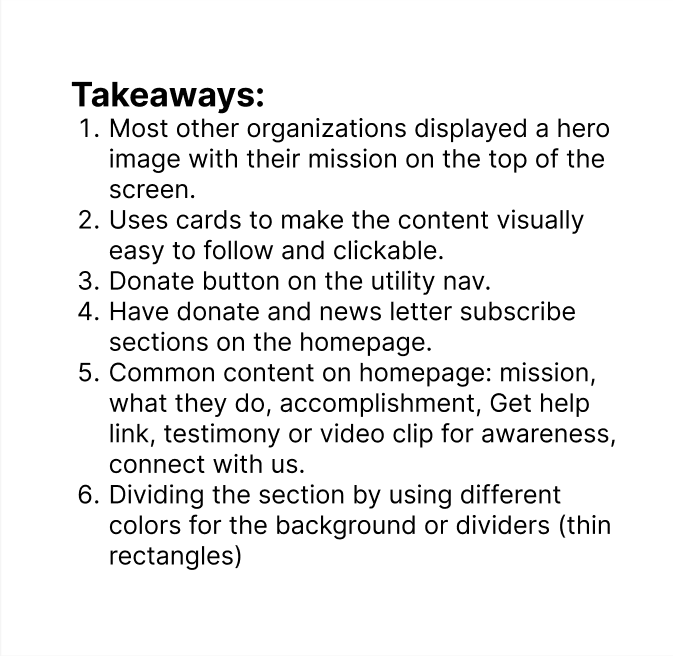 Takeaways:
1. Most other organizations displayed a hero
image with their mission on the top of the
screen.
2. Uses cards to make the content visually
easy to follow and clickable.
3. Donate button on the utility nav.
4. Have donate and news letter subscribe
sections on the homepage.
5. Common content on homepage: mission,
what they do, accomplishment, Get help
link, testimony or video clip for awareness,
connect with us.
6. Dividing the section by using different
colors for the background or dividers (thin
rectangles)